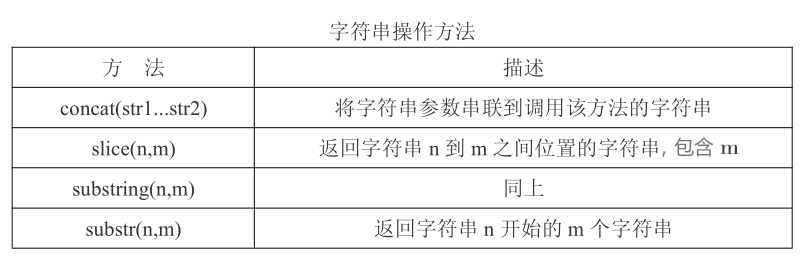 字符串操作方法
方 法 描述
concat(str1...str2) 将字符串参数串联到调用该方法的字符串
slice(n,m) 返回字符串 n 到 m 之间位置的字符串, 包含 m
substring(n,m) 同上
substr(n,m) 返回字符串 n 开始的 m 个字符串